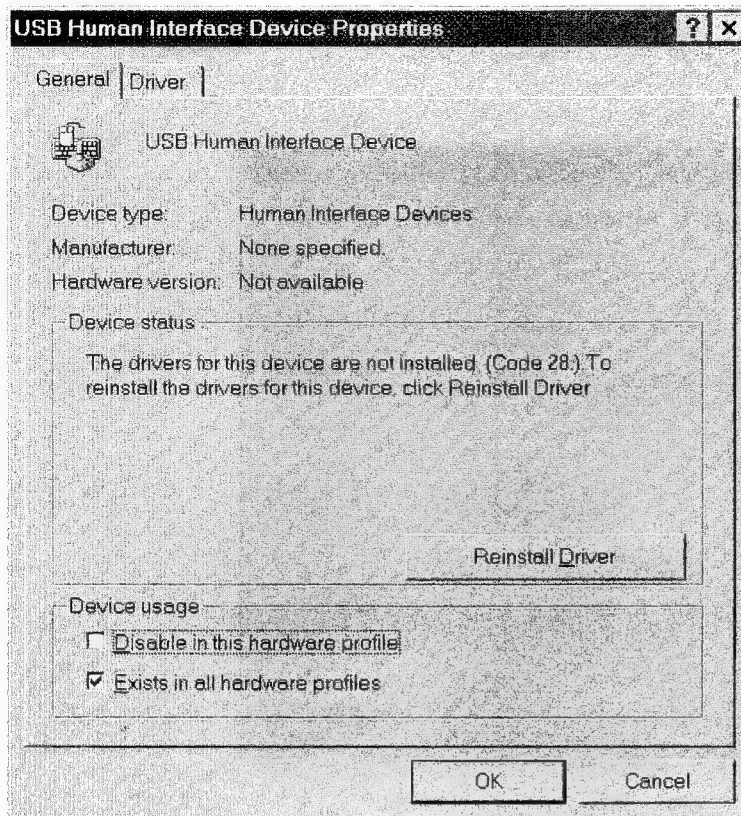 USB Human Interface Device Properties ? ×
General Driver
USB Human Interface Device
Device type: Human Interface Devices
Manufacturer: None specified.
Hardware version: Not available
Device status
The drivers for this device are not installed. (Code 28.) To
reinstall the drivers for this device, click Reinstall Driver
Reinstall Driver
Device usage
Disable in this hardware profile
Exists in all hardware profiles
OK Cancel